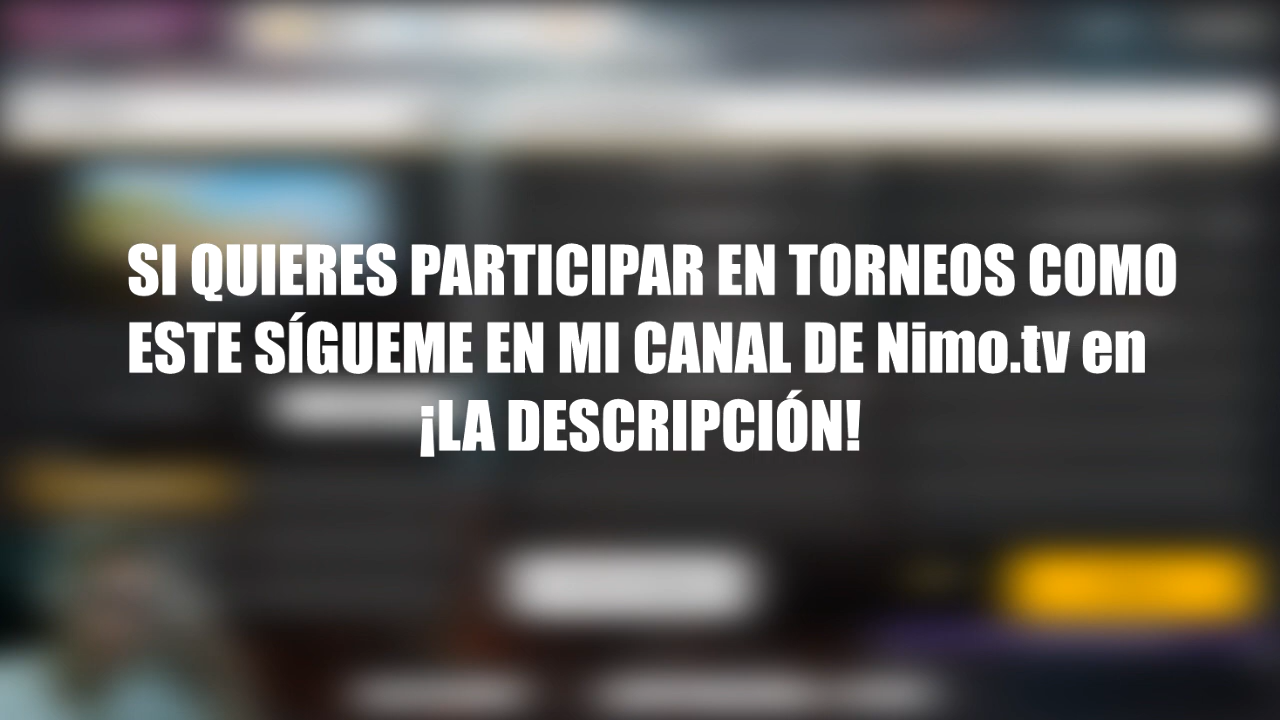 SI QUIERES PARTICIPAR EN TORNEOS COMO
ESTE SÍGUEME EN MI CANAL DE Nimo.tv en
¡LA DESCRIPCIÓN!